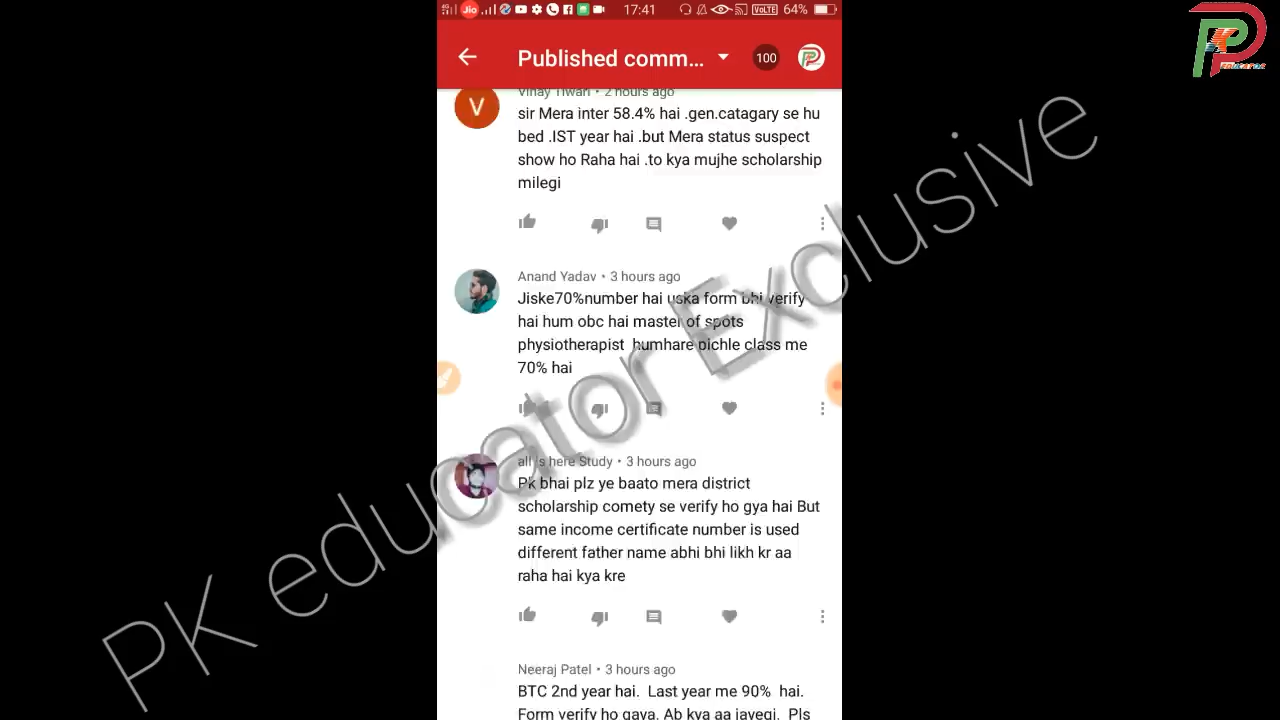 17:41
VoLTE
64%
Jio
Published comm...
100
Vinay Tiwari • 2 hours ago
sir Mera inter 58.4% hai .gen.catagary se hu
bed .IST year hai .but Mera status suspect
show ho Raha hai .to kya mujhe scholarship
milegi
Anand Yadav • 3 hours ago
Jiske70%number hai uska form bhi verify
hai hum obc hai master of spots
physiotherapist humhare pichle class me
70% hai
all is here Study • 3 hours ago
Pk bhai plz ye baato mera district
scholarship comety se verify ho gya hai But
same income certificate number is used
different father name abhi bhi likh kr aa
raha hai kya kre
Neeraj Patel • 3 hours ago
BTC 2nd year hai. Last year me 90% hai.
Form verify ho gaya. Ab kya aa jayegi. Pls
PK educator Exclusive